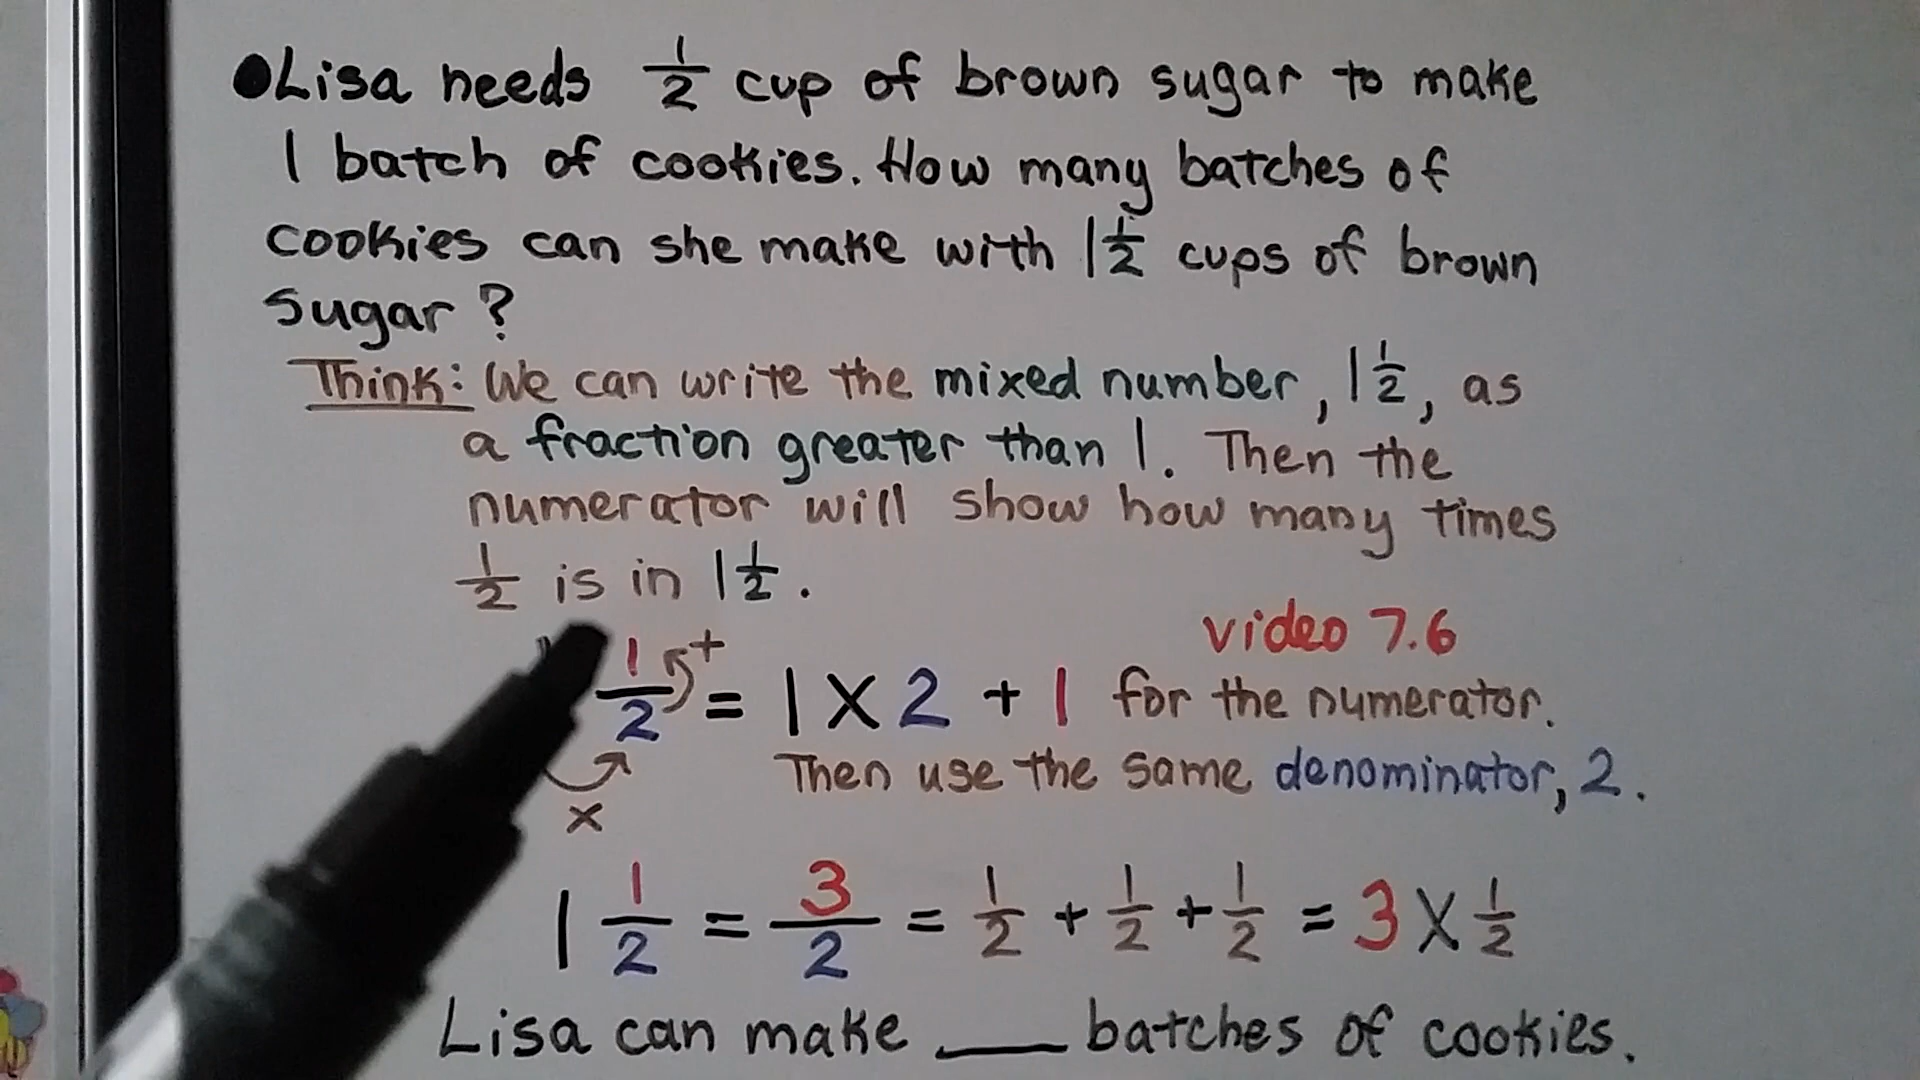 ●Lisa needs 1/2 cup of brown sugar to make
1 batch of cookies. How many batches of
cookies can she make with 1 1/2 cups of brown
sugar?
Think: We can write the mixed number, 1 1/2, as
a fraction greater than 1. Then the
numerator will show how many times
1/2 is in 1 1/2.
video 7.6
1/2 + = 1 X 2 + 1 for the numerator.
x Then use the same denominator, 2.
1 1/2 = 3/2 = 1/2 + 1/2 + 1/2 = 3 X 1/2
Lisa can make ___ batches of cookies.